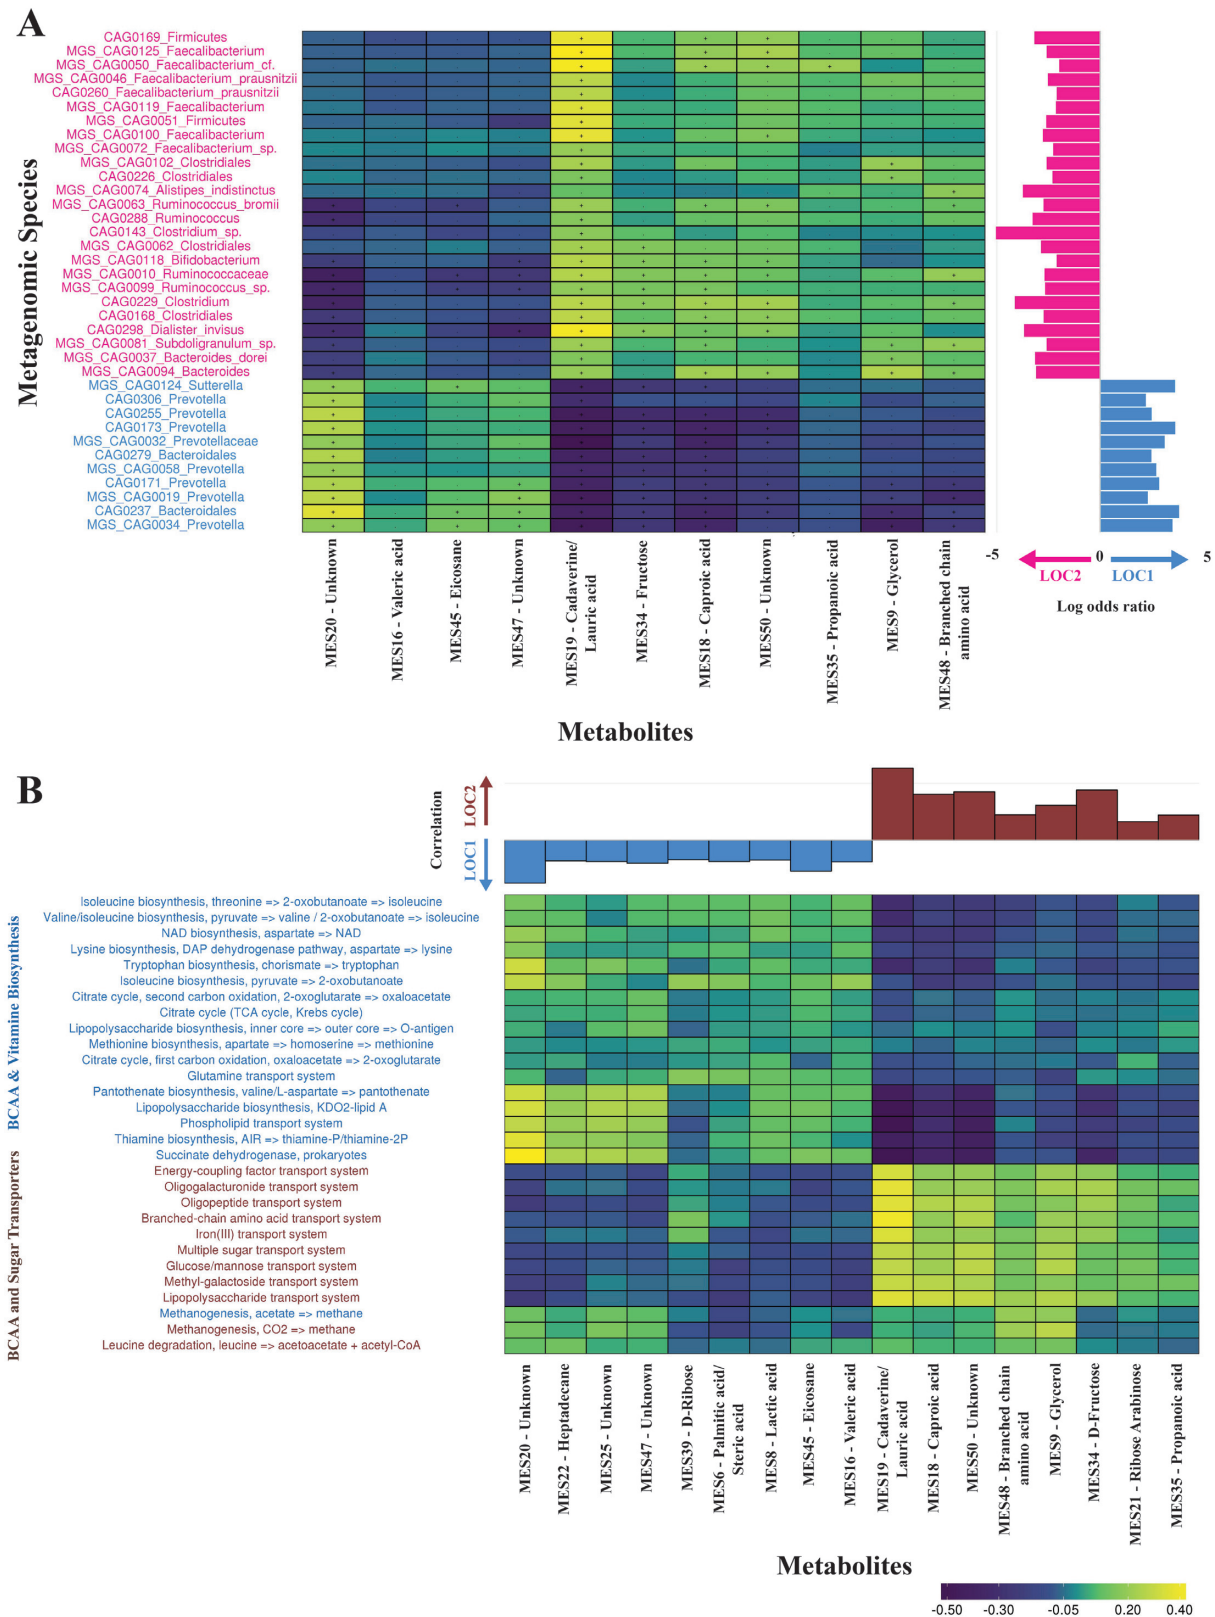 A
Metagenomic Species
CAG0169_Firmicutes
MGS_CAG0125_Faecalibacterium
MGS_CAG0050_Faecalibacterium_cf.
MGS_CAG0046_Faecalibacterium_prausnitzii
CAG0260_Faecalibacterium_prausnitzii
MGS_CAG0119_Faecalibacterium
MGS_CAG0051_Firmicutes
MGS_CAG0100_Faecalibacterium
MGS_CAG0072_Faecalibacterium_sp.
MGS_CAG0102_Clostridiales
CAG0226_Clostridiales
MGS_CAG0074_Alistipes_indistinctus
MGS_CAG0063_Ruminococcus_bromii
CAG0288_Ruminococcus
CAG0143_Clostridium_sp.
MGS_CAG0062_Clostridiales
MGS_CAG0118_Bifidobacterium
MGS_CAG0010_Ruminococcaceae
MGS_CAG0099_Ruminococcus_sp.
CAG0229_Clostridium
CAG0168_Clostridiales
CAG0298_Dialister_invisus
MGS_CAG0081_Subdoligranulum_sp.
MGS_CAG0037_Bacteroides_dorei
MGS_CAG0094_Bacteroides
MGS_CAG0124_Sutterella
CAG0306_Prevotella
CAG0255_Prevotella
CAG0173_Prevotella
MGS_CAG0032_Prevotellaceae
CAG0279_Bacteroidales
MGS_CAG0058_Prevotella
CAG0171_Prevotella
MGS_CAG0019_Prevotella
CAG0237_Bacteroidales
MGS_CAG0034_Prevotella
MES20 - Unknown
MES16 - Valeric acid
MES45 - Eicosane
MES47 - Unknown
MES19 - Cadaverine/
Lauric acid
MES34 - Fructose
MES18 - Caproic acid
MES50 - Unknown
MES35 - Propanoic acid
MES9 - Glycerol
MES48 - Branched chain
amino acid
-5 0 5
LOC2 LOC1
Log odds ratio
Metabolites
B
Correlation
LOC2
LOC1
BCAA & Vitamine Biosynthesis
Isoleucine biosynthesis, threonine => 2-oxobutanoate => isoleucine
Valine/isoleucine biosynthesis, pyruvate => valine / 2-oxobutanoate => isoleucine
NAD biosynthesis, aspartate => NAD
Lysine biosynthesis, DAP dehydrogenase pathway, aspartate => lysine
Tryptophan biosynthesis, chorismate => tryptophan
Isoleucine biosynthesis, pyruvate => 2-oxobutanoate
Citrate cycle, second carbon oxidation, 2-oxoglutarate => oxaloacetate
Citrate cycle (TCA cycle, Krebs cycle)
Lipopolysaccharide biosynthesis, inner core => outer core => O-antigen
Methionine biosynthesis, apartate => homoserine => methionine
Citrate cycle, first carbon oxidation, oxaloacetate => 2-oxoglutarate
Glutamine transport system
Pantothenate biosynthesis, valine/L-aspartate => pantothenate
Lipopolysaccharide biosynthesis, KDO2-lipid A
Phospholipid transport system
Thiamine biosynthesis, AIR => thiamine-P/thiamine-2P
Succinate dehydrogenase, prokaryotes
BCAA and Sugar Transporters
Energy-coupling factor transport system
Oligogalacturonide transport system
Oligopeptide transport system
Branched-chain amino acid transport system
Iron(III) transport system
Multiple sugar transport system
Glucose/mannose transport system
Methyl-galactoside transport system
Lipopolysaccharide transport system
Methanogenesis, acetate => methane
Methanogenesis, CO2 => methane
Leucine degradation, leucine => acetoacetate + acetyl-CoA
MES20 - Unknown
MES22 - Heptadecane
MES25 - Unknown
MES47 - Unknown
MES39 - D-Ribose
MES6 - Palmitic acid/
Steric acid
MES8 - Lactic acid
MES45 - Eicosane
MES16 - Valeric acid
MES19 - Cadaverine/
Lauric acid
MES18 - Caproic acid
MES50 - Unknown
MES48 - Branched chain
amino acid
MES9 - Glycerol
MES34 - D-Fructose
MES21 - Ribose Arabinose
MES35 - Propanoic acid
Metabolites
-0.50 -0.30 -0.05 0.20 0.40